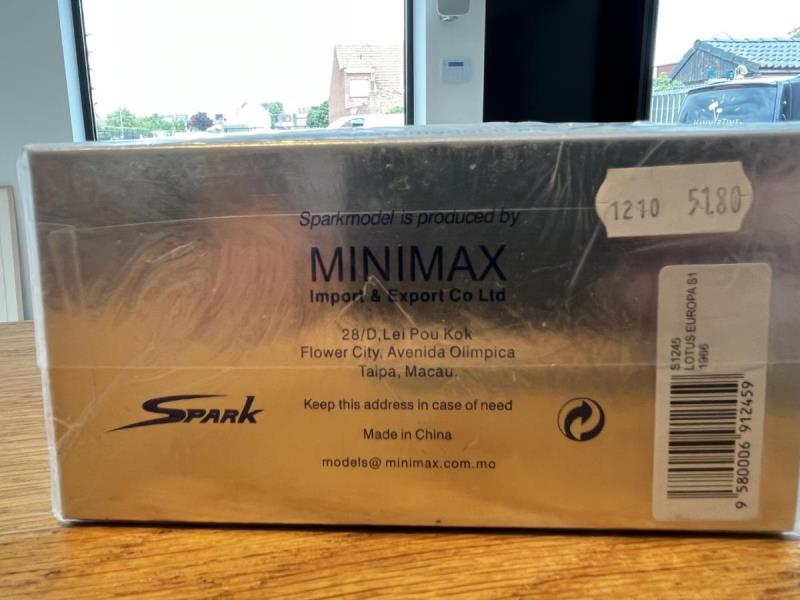 1210 51.80
Sparkmodel is produced by
MINIMAX
Import & Export Co Ltd
28/D,Lei Pou Kok
Flower City, Avenida Olimpica
Taipa, Macau.
SPARK
Keep this address in case of need
Made in China
models@ minimax.com.mo
S1245
LOTUS EUROPA S1
1966
9 580006 912459